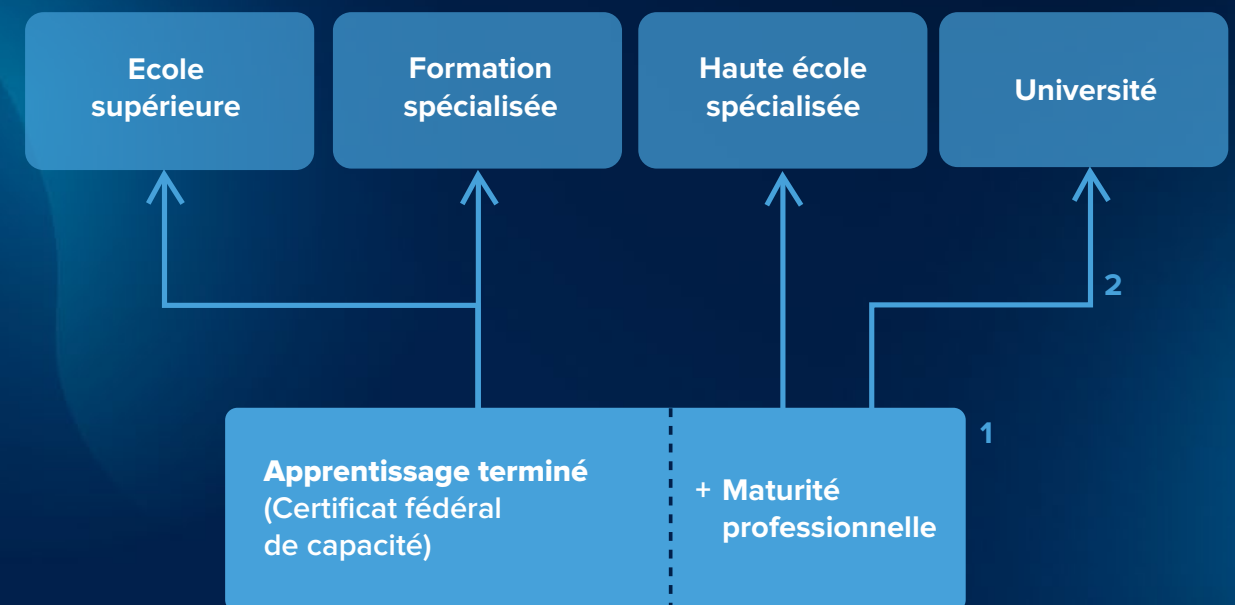 Ecole
supérieure
Formation
spécialisée
Haute école
spécialisée
Université
2
1
Apprentissage terminé
(Certificat fédéral
de capacité)
+ Maturité
professionnelle